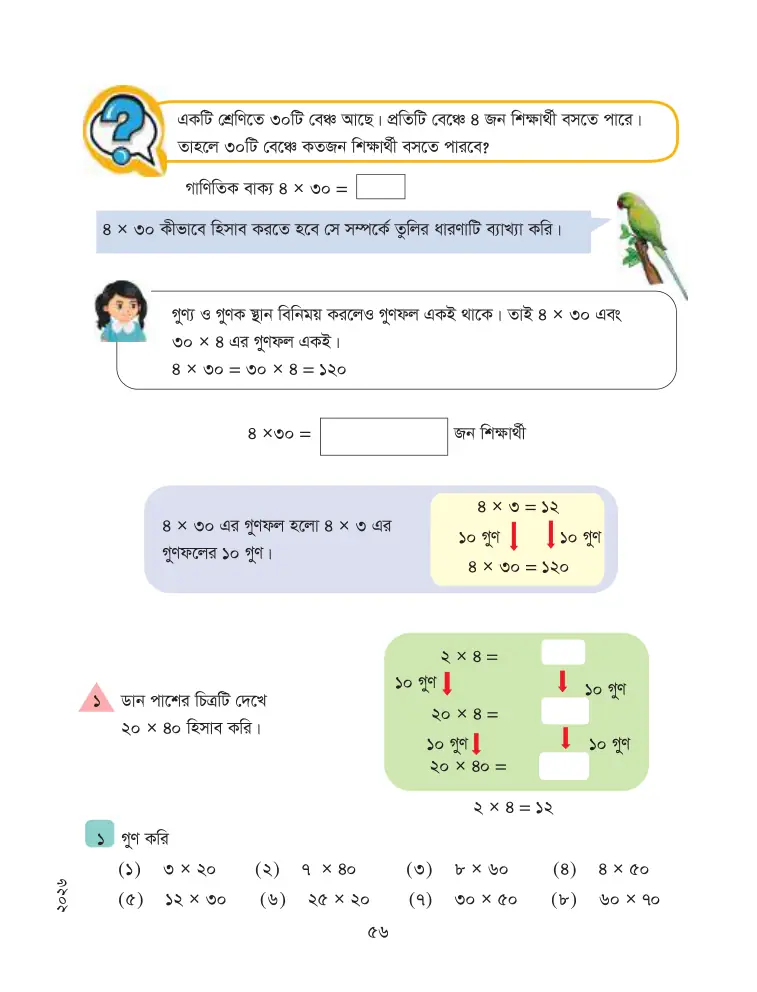 একটি শ্রেণিতে ৩০টি বেঞ্চ আছে। প্রতিটি বেঞ্চে ৪ জন শিক্ষার্থী বসতে পারে।
তাহলে ৩০টি বেঞ্চে কতজন শিক্ষার্থী বসতে পারবে?
গাণিতিক বাক্য ৪ × ৩০ =
৪ × ৩০ কীভাবে হিসাব করতে হবে সে সম্পর্কে তুলির ধারণাটি ব্যাখ্যা করি।
গুণ্য ও গুণক স্থান বিনিময় করলেও গুণফল একই থাকে। তাই ৪ × ৩০ এবং
৩০ × ৪ এর গুণফল একই।
৪ × ৩০ = ৩০ × ৪ = ১২০
৪ ×৩০ = জন শিক্ষার্থী
৪ × ৩০ এর গুণফল হলো ৪ × ৩ এর
গুণফলের ১০ গুণ।
৪ × ৩ = ১২
১০ গুণ ১০ গুণ
৪ × ৩০ = ১২০
১ ডান পাশের চিত্রটি দেখে
২০ × ৪০ হিসাব করি।
২ × ৪ =
১০ গুণ ১০ গুণ
২০ × ৪ =
১০ গুণ ১০ গুণ
২০ × ৪০ =
২ × ৪ = ১২
১ গুণ করি
(১) ৩ × ২০ (২) ৭ × ৪০ (৩) ৮ × ৬০ (৪) ৪ × ৫০
(৫) ১২ × ৩০ (৬) ২৫ × ২০ (৭) ৩০ × ৫০ (৮) ৬০ × ৭০
২০২৬
৫৬